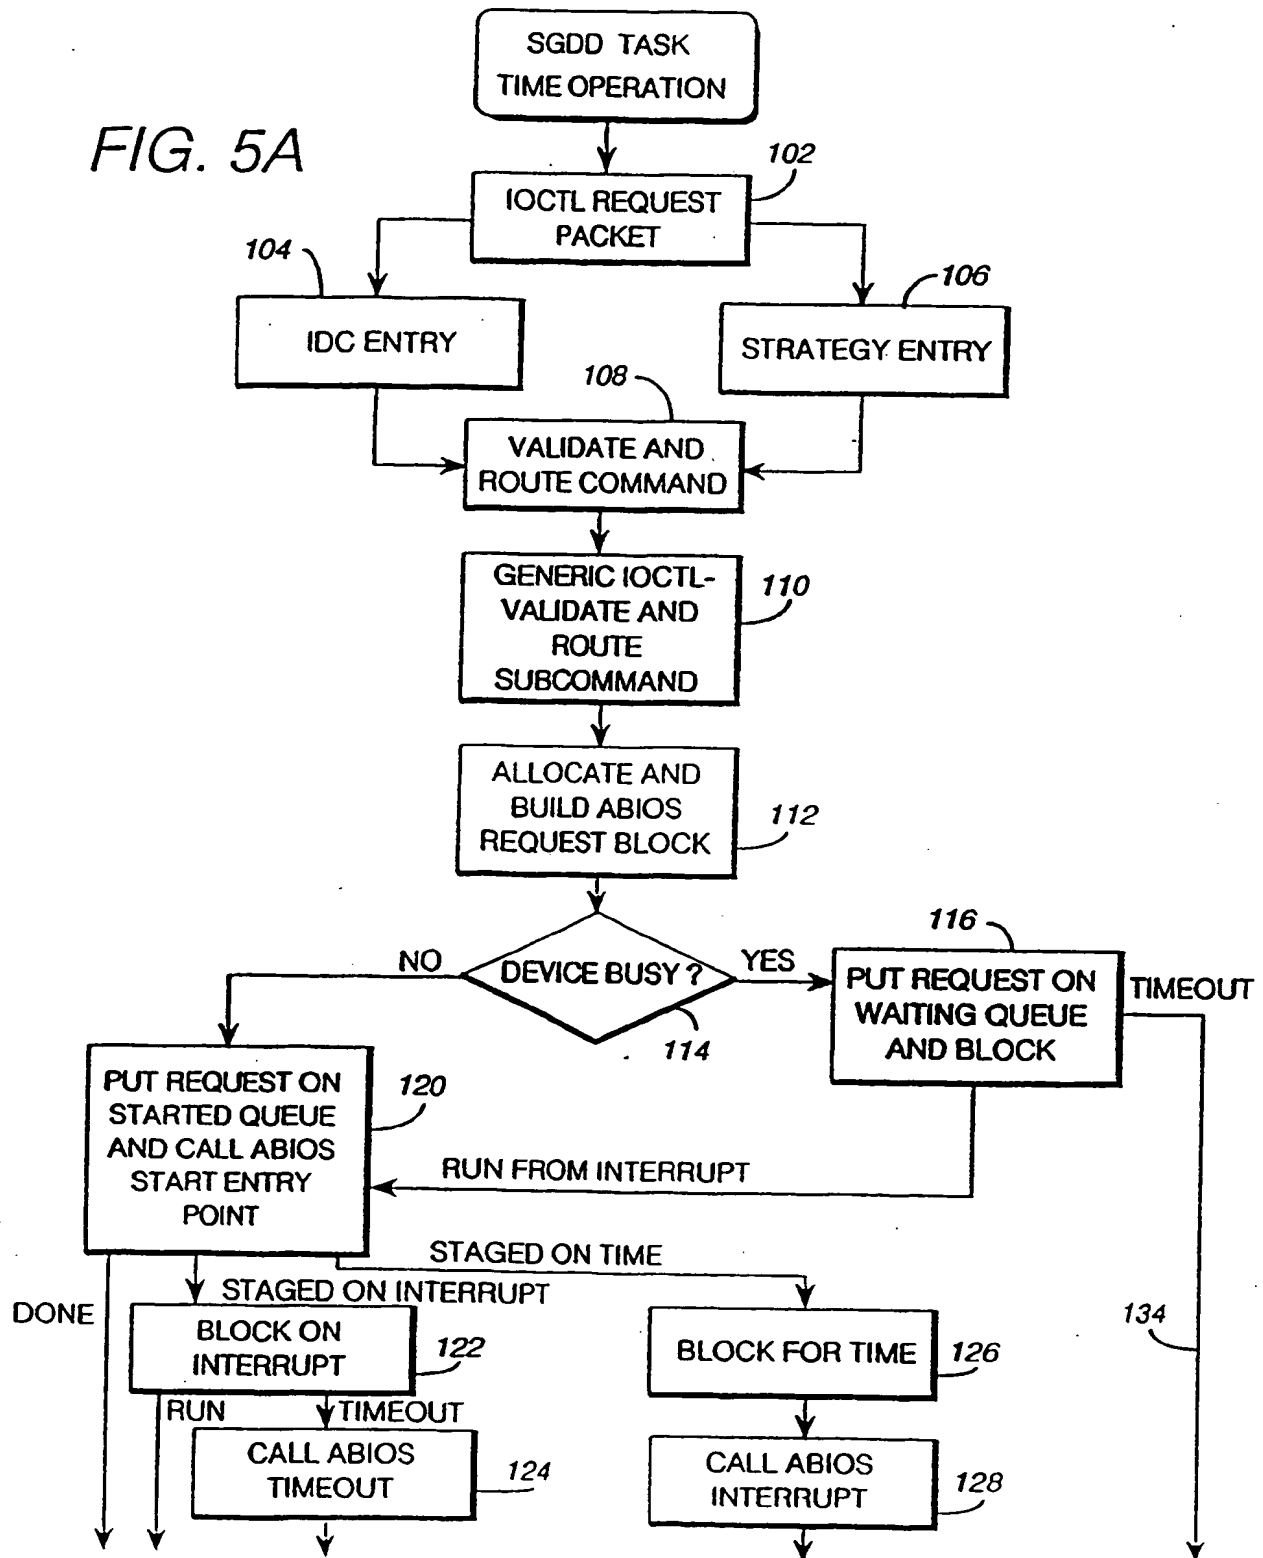 SGDD TASK
TIME OPERATION
FIG. 5A
102
IOCTL REQUEST
PACKET
104
106
IDC ENTRY
STRATEGY ENTRY
108
VALIDATE AND
ROUTE COMMAND
GENERIC IOCTL-
VALIDATE AND
ROUTE
SUBCOMMAND
110
ALLOCATE AND
BUILD ABIOS
REQUEST BLOCK
112
116
NO
DEVICE BUSY ?
YES
114
PUT REQUEST ON
WAITING QUEUE
AND BLOCK
TIMEOUT
PUT REQUEST ON
STARTED QUEUE
AND CALL ABIOS
START ENTRY
POINT
120
RUN FROM INTERRUPT
STAGED ON TIME
STAGED ON INTERRUPT
DONE
BLOCK ON
INTERRUPT
122
BLOCK FOR TIME
126
134
RUN
TIMEOUT
CALL ABIOS
TIMEOUT
124
CALL ABIOS
INTERRUPT
128